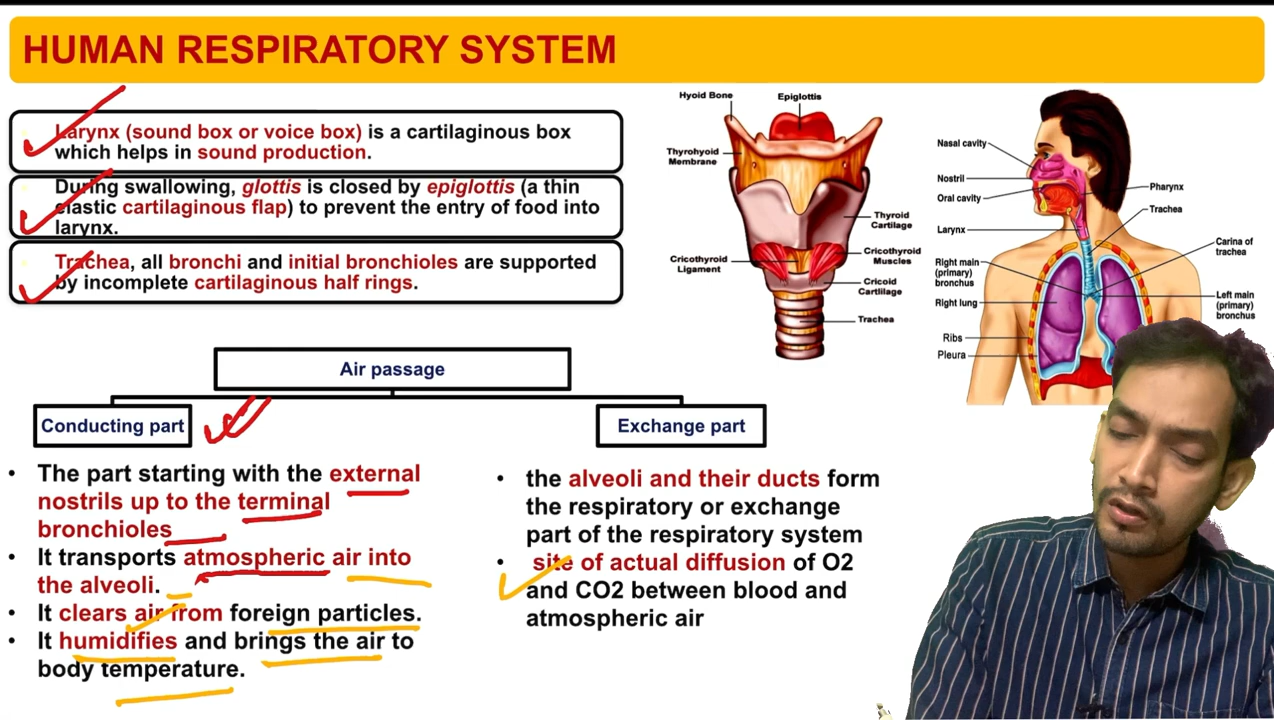 HUMAN RESPIRATORY SYSTEM
Larynx (sound box or voice box) is a cartilaginous box
which helps in sound production.
During swallowing, glottis is closed by epiglottis (a thin
elastic cartilaginous flap) to prevent the entry of food into
larynx.
Trachea, all bronchi and initial bronchioles are supported
by incomplete cartilaginous half rings.
Hyoid Bone
Epiglottis
Thyrohyoid
Membrane
Thyroid
Cartilage
Cricothyroid
Ligament
Cricothyroid
Muscles
Cricoid
Cartlilage
Trachea
Nasal cavity
Nostril
Oral cavity
Larynx
Right main
(primary)
bronchus
Right lung
Ribs
Pleura
Pharynx
Trachea
Carina of
trachea
Left main
(primary)
bronchus
Air passage
Conducting part
Exchange part
• The part starting with the external
nostrils up to the terminal
bronchioles
• It transports atmospheric air into
the alveoli.
• It clears air from foreign particles.
• It humidifies and brings the air to
body temperature.
• the alveoli and their ducts form
the respiratory or exchange
part of the respiratory system
• site of actual diffusion of O2
and CO2 between blood and
atmospheric air